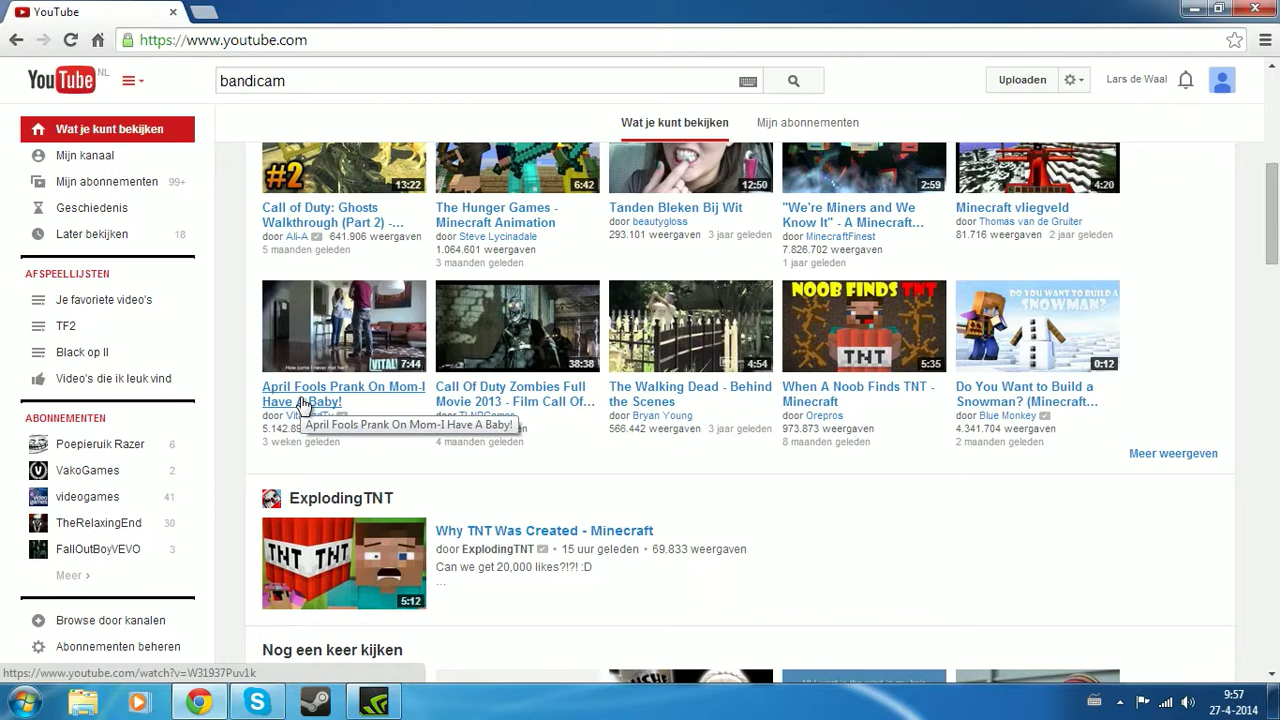 YouTube
https://www.youtube.com
YouTube NL
bandicam
Uploaden
Lars de Waal
Wat je kunt bekijken
Mijn abonnementen
Wat je kunt bekijken
Mijn kanaal
Mijn abonnementen 99+
Geschiedenis
Later bekijken 18
AFSPEELLIJSTEN
Je favoriete video's
TF2
Black op II
Video's die ik leuk vind
ABONNEMENTEN
Poepieruik Razer 6
VakoGames 2
videogames 41
TheRelaxingEnd 30
FallOutBoyVEVO 3
Meer ›
Browse door kanalen
Abonnementen beheren
#2
13:22
Call of Duty: Ghosts
Walkthrough (Part 2) -...
door Ali-A 641.906 weergaven
5 maanden geleden
6:42
The Hunger Games -
Minecraft Animation
door Steve Lycinadale
1.064.601 weergaven
3 maanden geleden
12:50
Tanden Bleken Bij Wit
door beautygloss
293.101 weergaven 3 jaar geleden
2:59
"We're Miners and We
Know It" - A Minecraft...
door MinecraftFinest
7.826.702 weergaven
1 jaar geleden
4:20
Minecraft vliegveld
door Thomas van de Gruiter
81.716 weergaven 2 jaar geleden
How come I never met her?
VITAL!
7:44
April Fools Prank On Mom-I
Have A Baby!
door
5.142.89
3 weken geleden
April Fools Prank On Mom-I Have A Baby!
38:38
Call Of Duty Zombies Full
Movie 2013 - Film Call Of...
door TLNPGames
4 maanden geleden
4:54
The Walking Dead - Behind
the Scenes
door Bryan Young
566.442 weergaven 3 jaar geleden
NOOB FINDS TNT
TNT
5:35
When A Noob Finds TNT -
Minecraft
door Orepros
973.873 weergaven
8 maanden geleden
DO YOU WANT TO BUILD A
SNOWMAN?
0:12
Do You Want to Build a
Snowman? (Minecraft...
door Blue Monkey
4.341.704 weergaven
2 maanden geleden
Meer weergeven
ExplodingTNT
TNT TNT
5:12
Why TNT Was Created - Minecraft
door ExplodingTNT • 15 uur geleden • 69.833 weergaven
Can we get 20,000 likes?!?! :D
...
Nog een keer kijken
https://www.youtube.com/watch?v=W31937Puv1k
9:57
27-4-2014